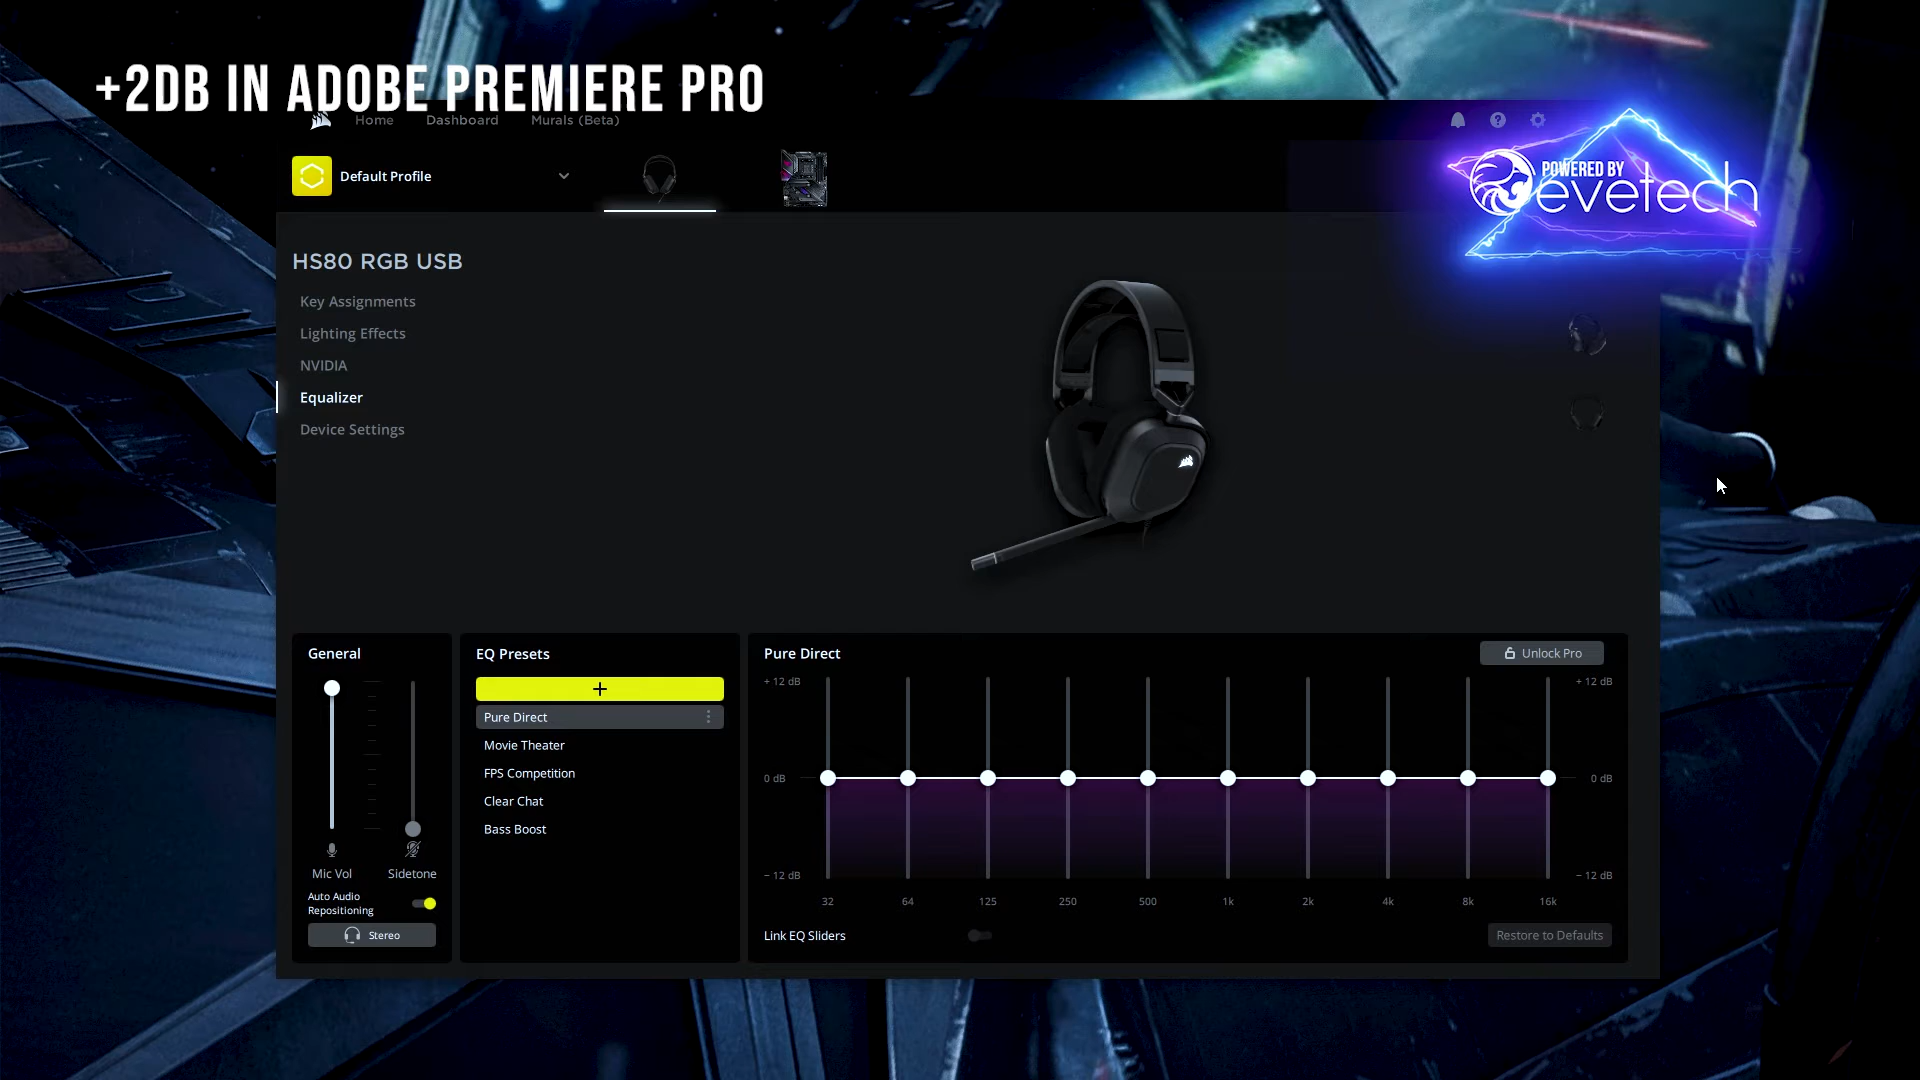 +2DB IN ADOBE PREMIERE PRO
Home
Dashboard
Murals (Beta)
POWERED BY
evetech
Default Profile
HS80 RGB USB
Key Assignments
Lighting Effects
NVIDIA
Equalizer
Device Settings
General
Mic Vol
Sidetone
Auto Audio
Repositioning
Stereo
EQ Presets
+
Pure Direct
Movie Theater
FPS Competition
Clear Chat
Bass Boost
Pure Direct
Unlock Pro
+ 12 dB
+ 12 dB
0 dB
0 dB
− 12 dB
− 12 dB
32 64 125 250 500 1k 2k 4k 8k 16k
Link EQ Sliders
Restore to Defaults